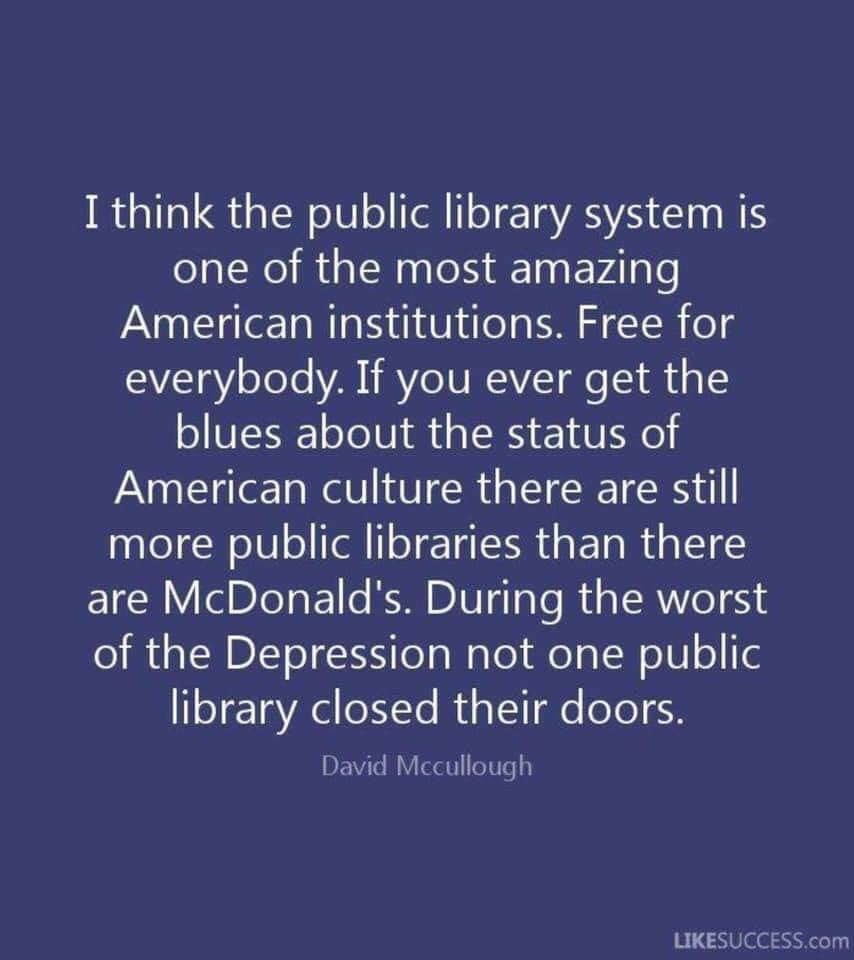 I think the public library system is
one of the most amazing
American institutions. Free for
everybody. If you ever get the
blues about the status of
American culture there are still
more public libraries than there
are McDonald's. During the worst
of the Depression not one public
library closed their doors.
David Mccullough
LIKESUCCESS.com